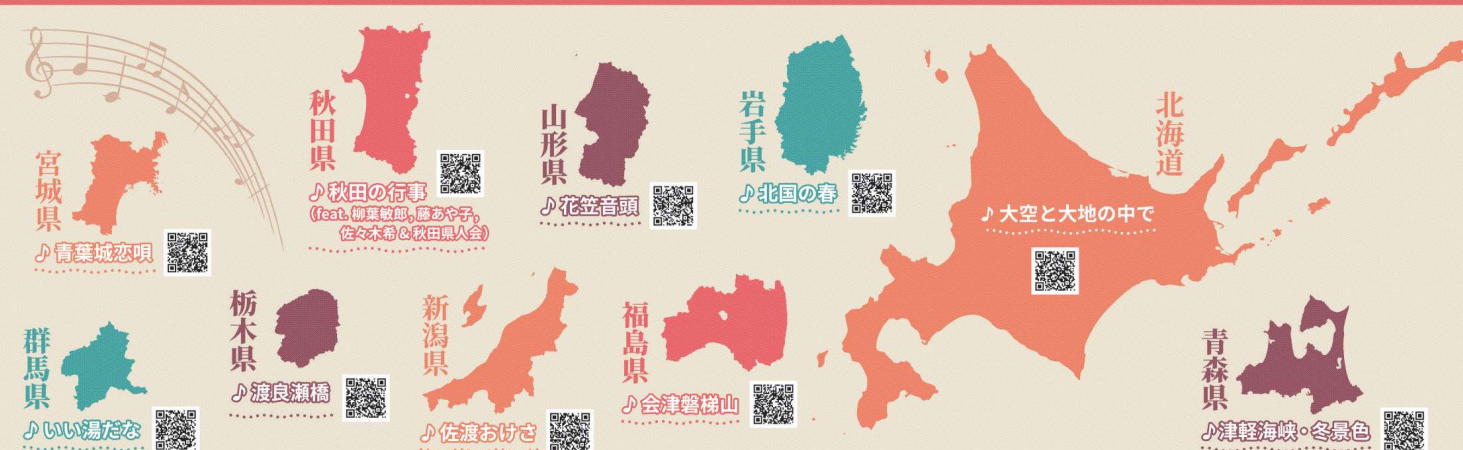 宮城県
♪青葉城恋唄
秋田県
♪秋田の行事
(feat. 柳葉敏郎, 藤あや子,
佐々木希 & 秋田県人会)
山形県
♪花笠音頭
岩手県
♪北国の春
北海道
♪大空と大地の中で
群馬県
♪いい湯だな
栃木県
♪渡良瀬橋
新潟県
♪佐渡おけさ
福島県
♪会津磐梯山
青森県
♪津軽海峡・冬景色